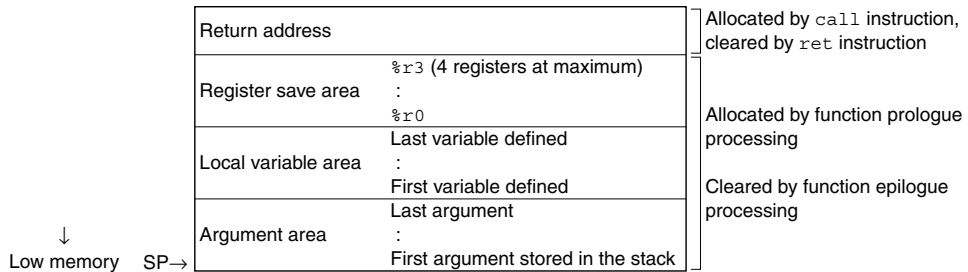 Return address
Allocated by call instruction,
cleared by ret instruction
Register save area
%r3 (4 registers at maximum)
:
%r0
Allocated by function prologue
processing
Local variable area
Last variable defined
:
First variable defined
Cleared by function epilogue
processing
Argument area
Last argument
:
First argument stored in the stack
↓
Low memory SP→